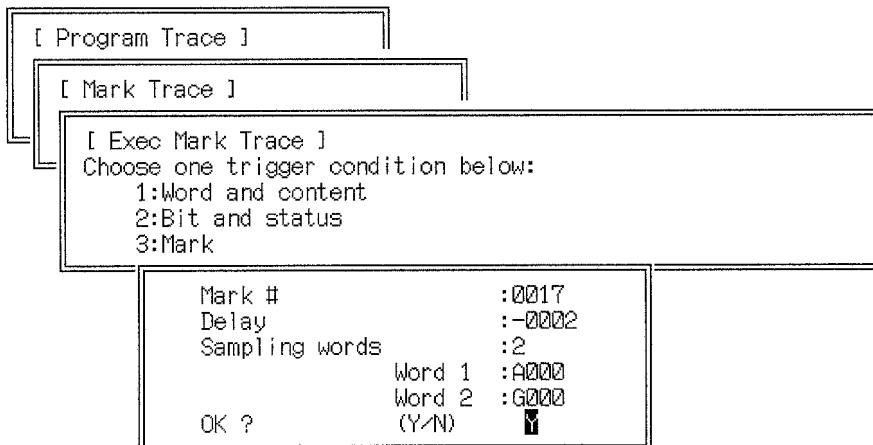 [ Program Trace ]
[ Mark Trace ]
[ Exec Mark Trace ]
Choose one trigger condition below:
1:Word and content
2:Bit and status
3:Mark
Mark # :0017
Delay :-0002
Sampling words :2
Word 1 :A000
Word 2 :G000
OK ? (Y/N) Y